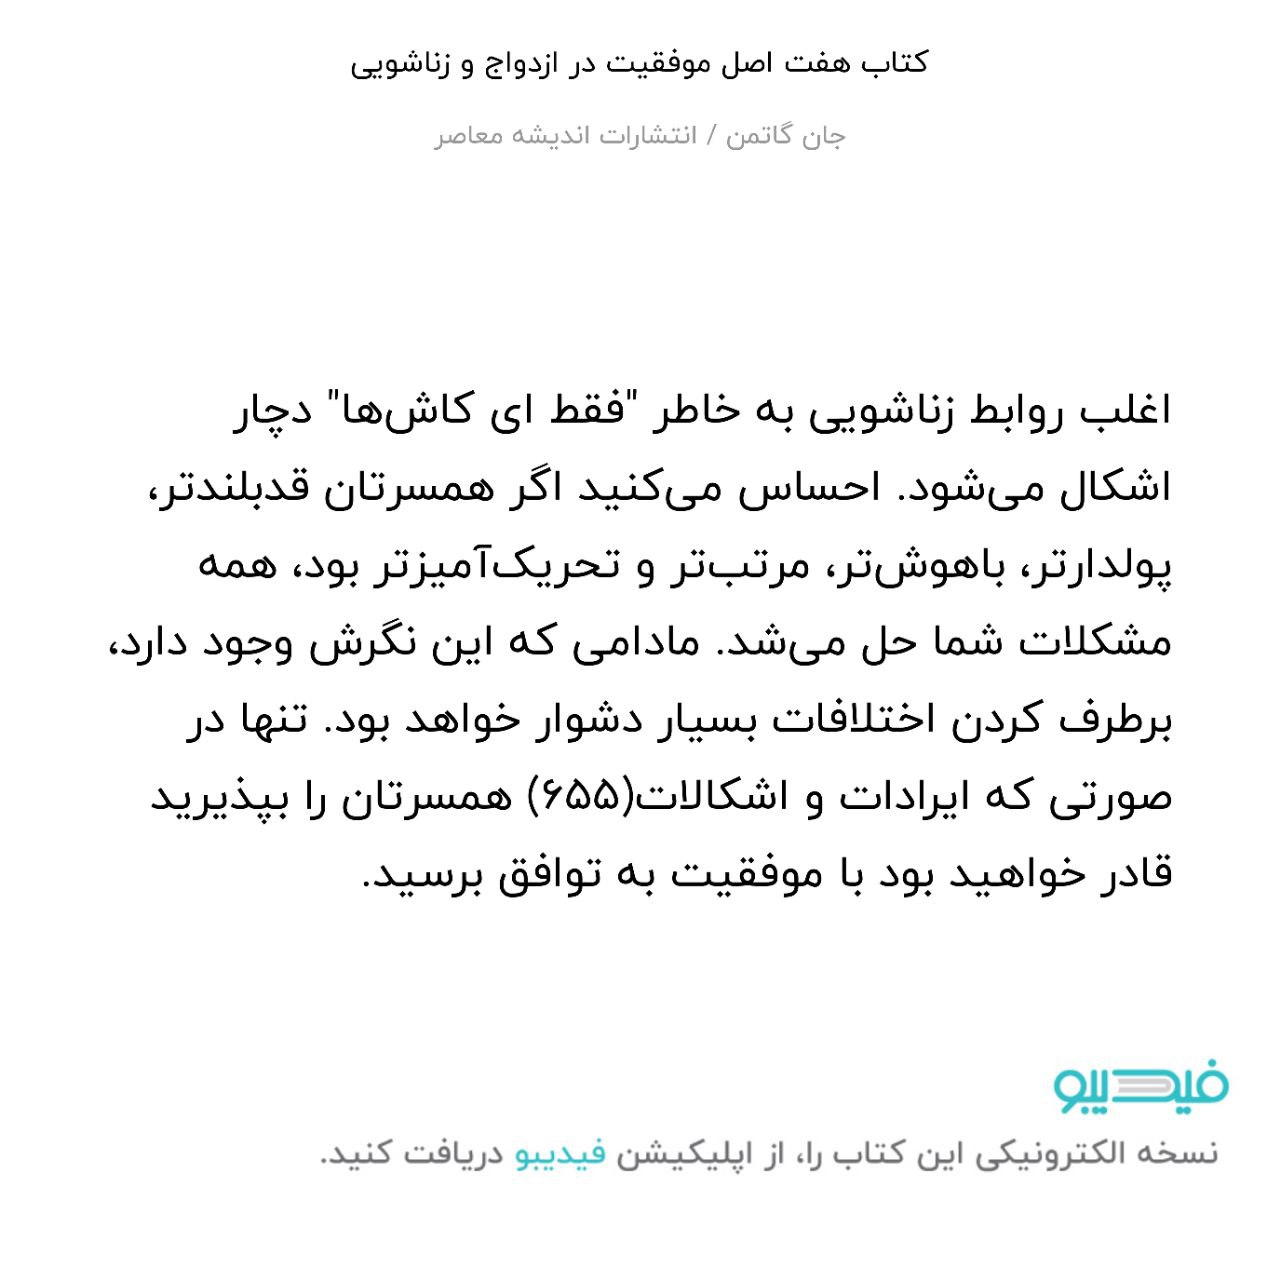 کتاب هفت اصل موفقیت در ازدواج و زناشویی
جان گاتمن / انتشارات اندیشه معاصر
اغلب روابط زناشویی به خاطر "فقط ای کاش‌ها" دچار
اشکال می‌شود. احساس می‌کنید اگر همسرتان قدبلندتر،
پولدارتر، باهوش‌تر، مرتب‌تر و تحریک‌آمیزتر بود، همه
مشکلات شما حل می‌شد. مادامی که این نگرش وجود دارد،
برطرف کردن اختلافات بسیار دشوار خواهد بود. تنها در
صورتی که ایرادات و اشکالات(۶۵۵) همسرتان را بپذیرید
قادر خواهید بود با موفقیت به توافق برسید.
فیدیبو
نسخه الکترونیکی این کتاب را، از اپلیکیشن فیدیبو دریافت کنید.